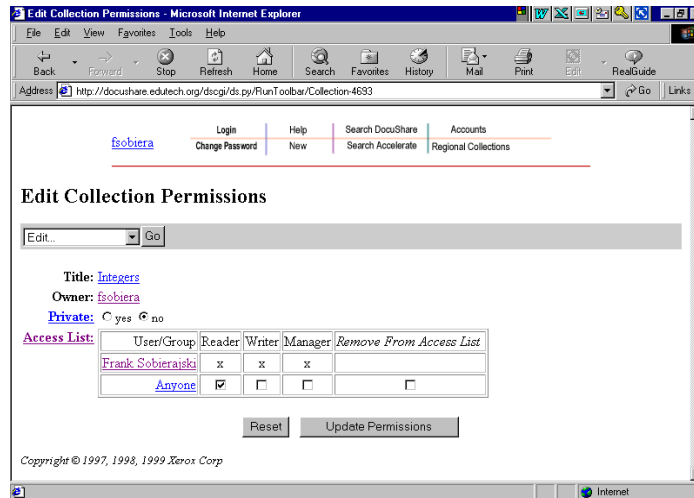 Edit Collection Permissions - Microsoft Internet Explorer
File Edit View Favorites Tools Help
Back Forward Stop Refresh Home Search Favorites History Mail Print Edit RealGuide
Address http://docushare.edutech.org/dscgi/ds.py/RunToolbar/Collection-4693 Go Links
fsobiera
Login Help Search DocuShare Accounts
Change Password New Search Accelerate Regional Collections
Edit Collection Permissions
Edit... Go
Title: Integers
Owner: fsobiera
Private: yes no
Access List: User/Group Reader Writer Manager Remove From Access List
Frank Sobierajski x x x
Anyone
Reset Update Permissions
Copyright © 1997, 1998, 1999 Xerox Corp
Internet